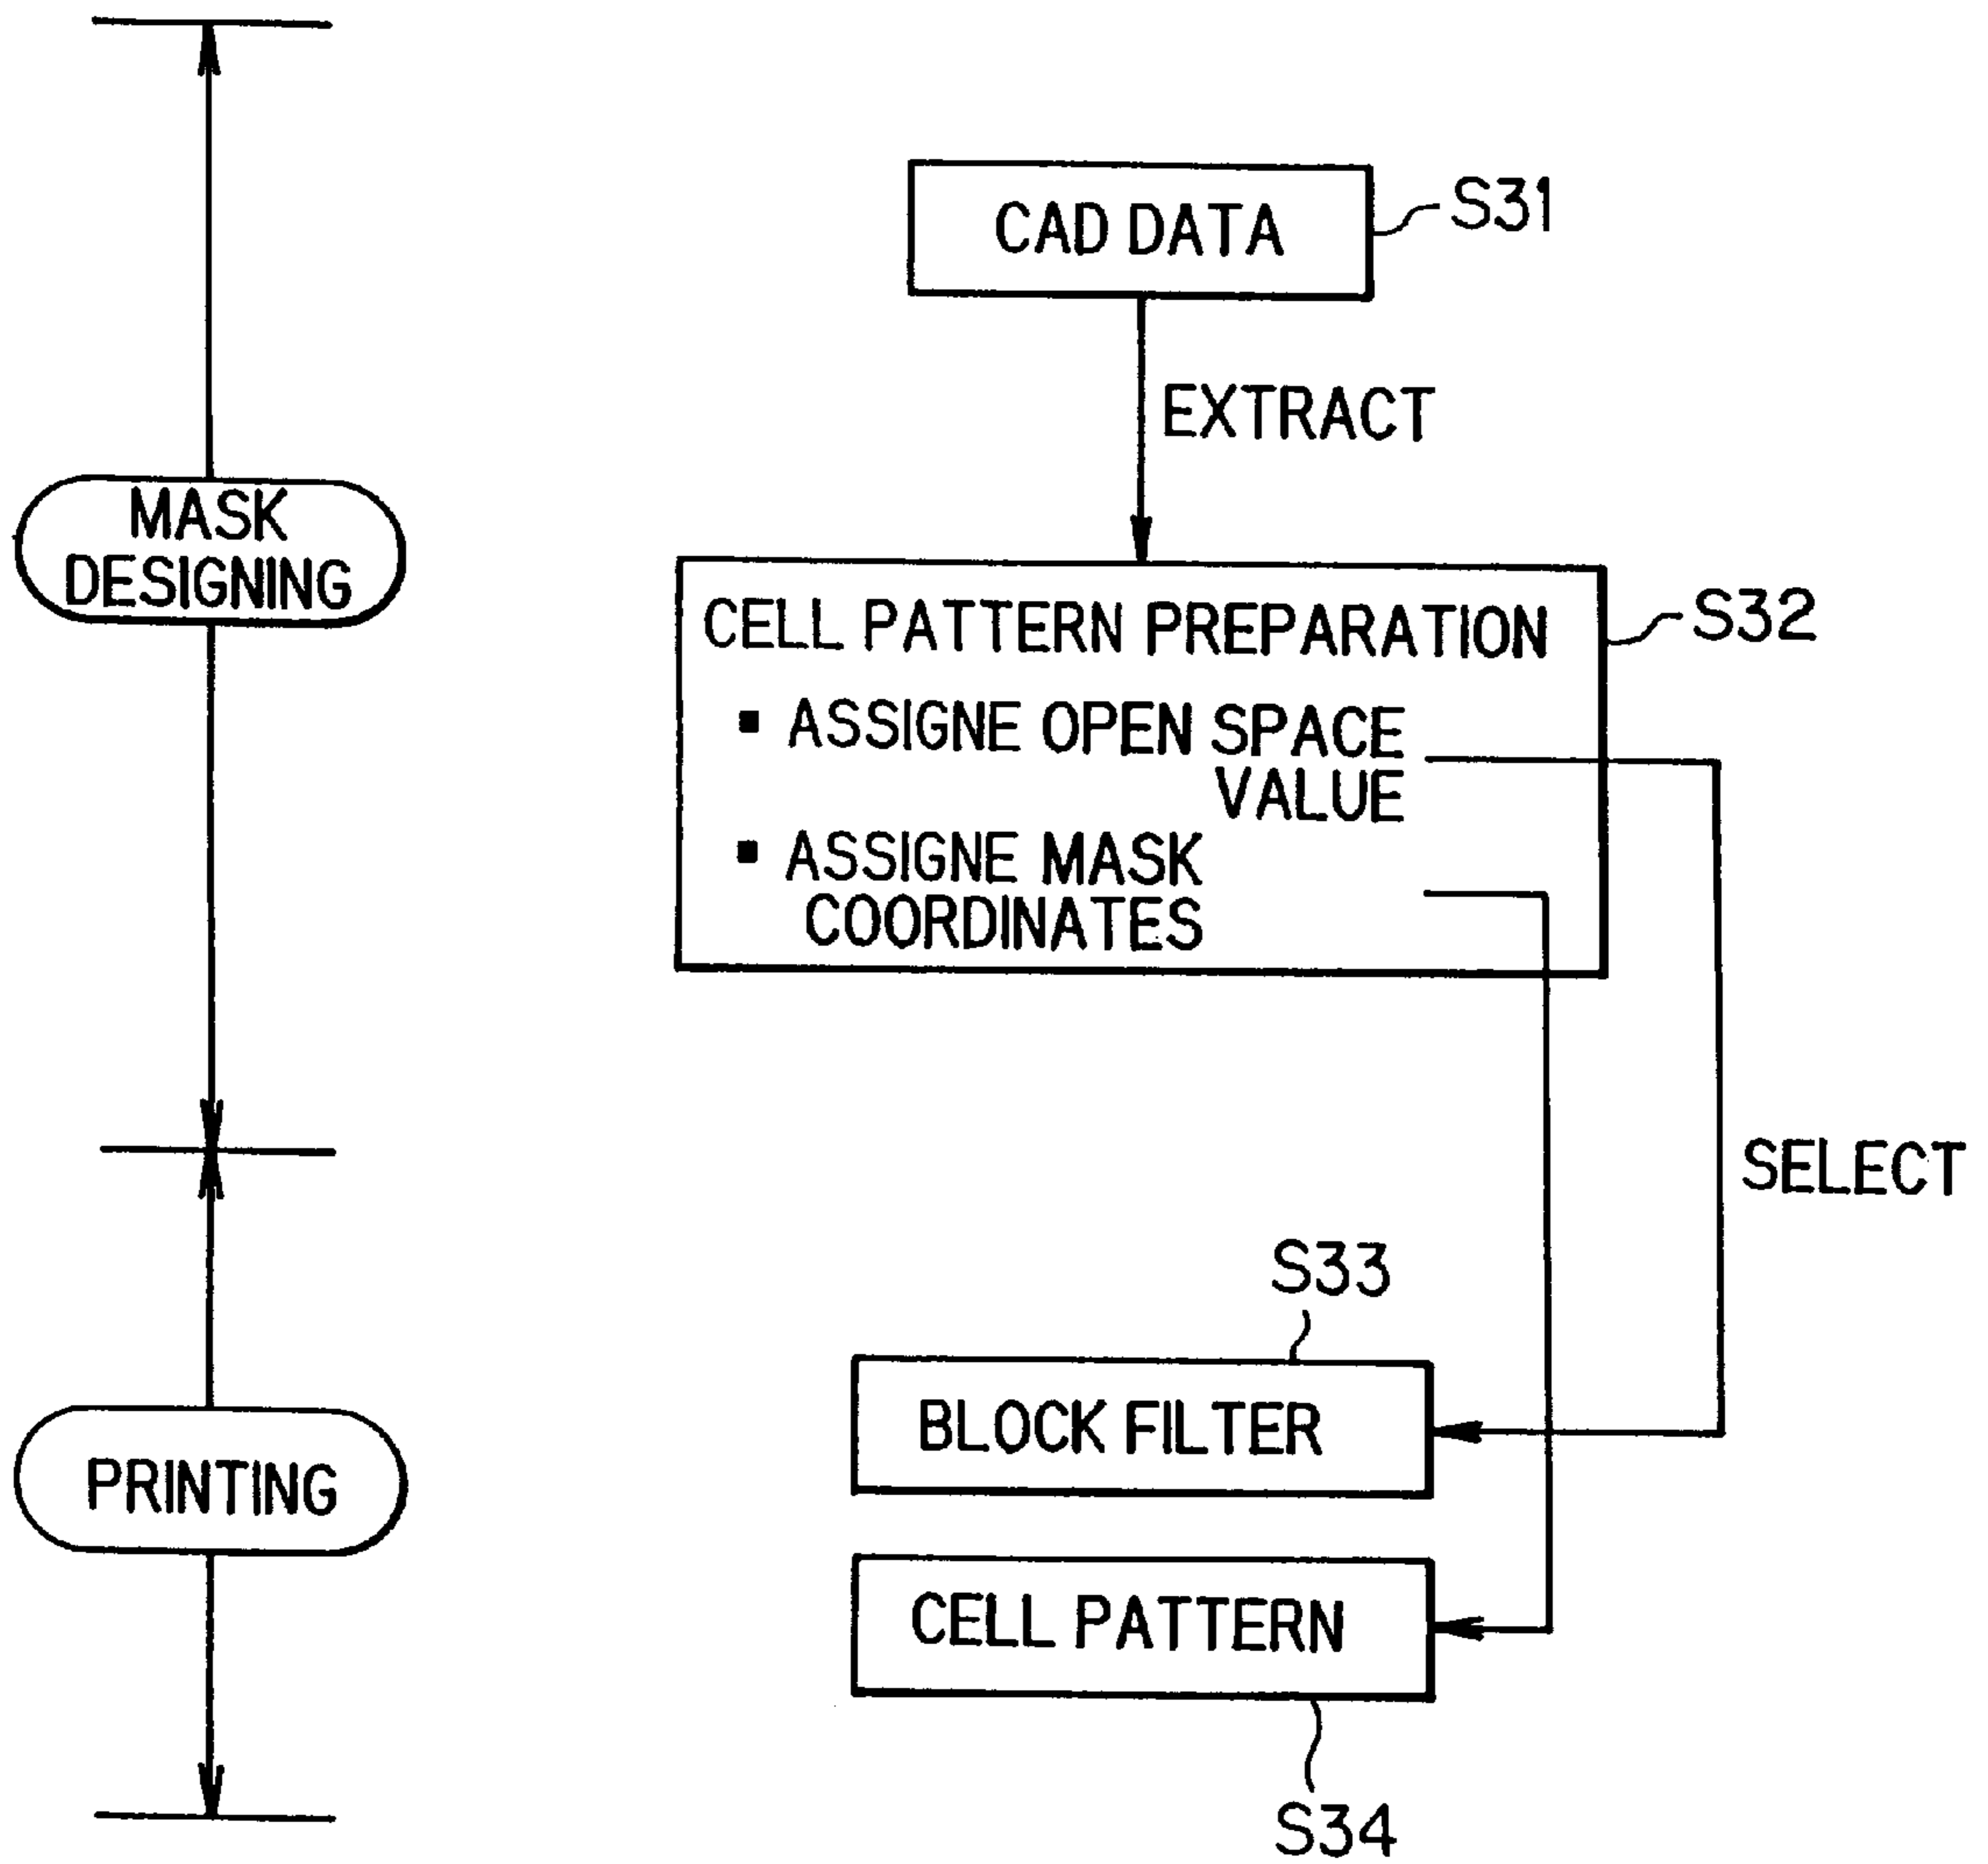 CAD DATA
S31
EXTRACT
MASK
DESIGNING
CELL PATTERN PREPARATION
S32
▪ ASSIGNE OPEN SPACE
VALUE
▪ ASSIGNE MASK
COORDINATES
SELECT
S33
BLOCK FILTER
PRINTING
CELL PATTERN
S34